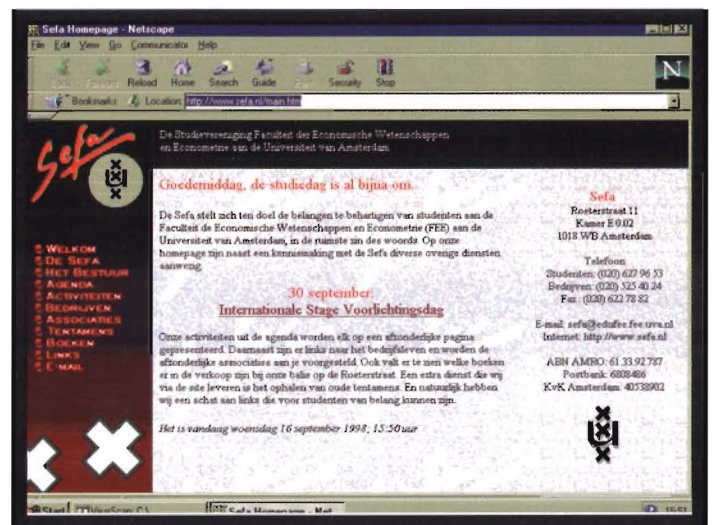 Sefa Homepage - Netscape
File Edit View Go Communicator Help
Back Forward Reload Home Search Guide Print Security Stop
N
Bookmarks Location: http://www.sefa.nl/main.htm
Sefa
De Studievereniging Faculteit der Economische Wetenschappen
en Econometrie aan de Universiteit van Amsterdam
WELKOM
DE SEFA
HET BESTUUR
AGENDA
ACTIVITEITEN
BEDRIJVEN
ASSOCIATIES
TENTAMENS
BOEKEN
LINKS
E-MAIL
Goedemiddag, de studiedag is al bijna om.
De Sefa stelt zich ten doel de belangen te behartigen van studenten aan de
Faculteit de Economische Wetenschappen en Econometrie (FEE) aan de
Universiteit van Amsterdam, in de ruimste zin des woords. Op onze
homepage zijn naast een kennismaking met de Sefa diverse overige diensten
aanwezig.
30 september:
Internationale Stage Voorlichtingsdag
Onze activiteiten uit de agenda worden elk op een afzonderlijke pagina
gepresenteerd. Daarnaast zijn er links naar het bedrijfsleven en worden de
afzonderlijke associaties aan je voorgesteld. Ook valt er te zien welke boeken
er in de verkoop zijn bij onze balie op de Roeterstraat. Een extra dienst die wij
via de site leveren is het ophalen van oude tentamens. En natuurlijk hebben
wij een schat aan links die voor studenten van belang kunnen zijn.
Het is vandaag woensdag 16 september 1998, 15:50 uur
Sefa
Roeterstraat 11
Kamer E 0.02
1018 WB Amsterdam
Telefoon:
Studenten: (020) 627 96 53
Bedrijven: (020) 525 40 24
Fax: (020) 622 78 82
E-mail: sefa@edufee.fee.uva.nl
Internet: http://www.sefa.nl
ABN AMRO: 61.33.92.787
Postbank: 6808486
KvK Amsterdam: 40538902
Start VirusScan C:\ Sefa Homepage - Net... 15:51